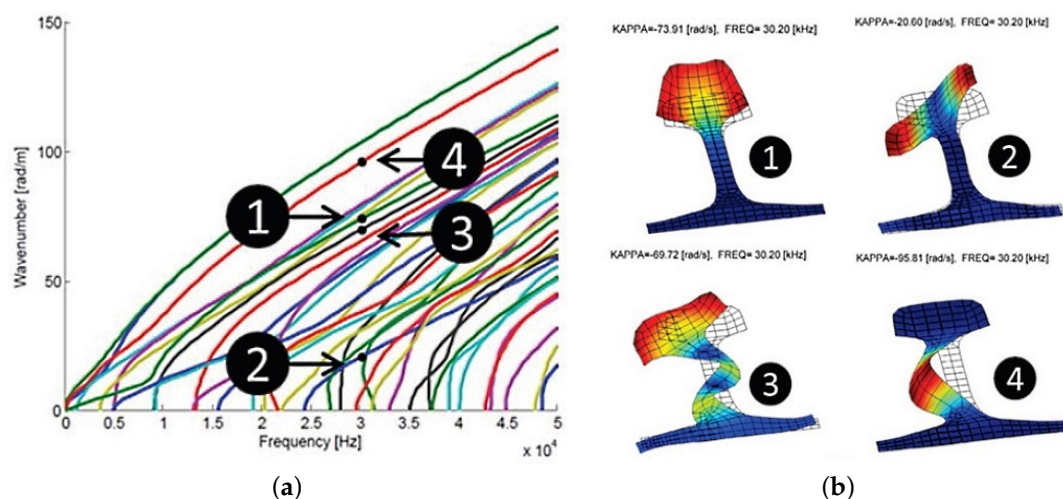 150
100
50
0
Wavenumber [rad/m]
0 0.5 1 1.5 2 2.5 3 3.5 4 4.5 5
Frequency [Hz]
x 10⁴
1
2
3
4
(a)
KAPPA=-73.91 [rad/s], FREQ= 30.20 [kHz]
1
KAPPA=-20.60 [rad/s], FREQ= 30.20 [kHz]
2
KAPPA=-69.72 [rad/s], FREQ= 30.20 [kHz]
3
KAPPA=-95.81 [rad/s], FREQ= 30.20 [kHz]
4
(b)